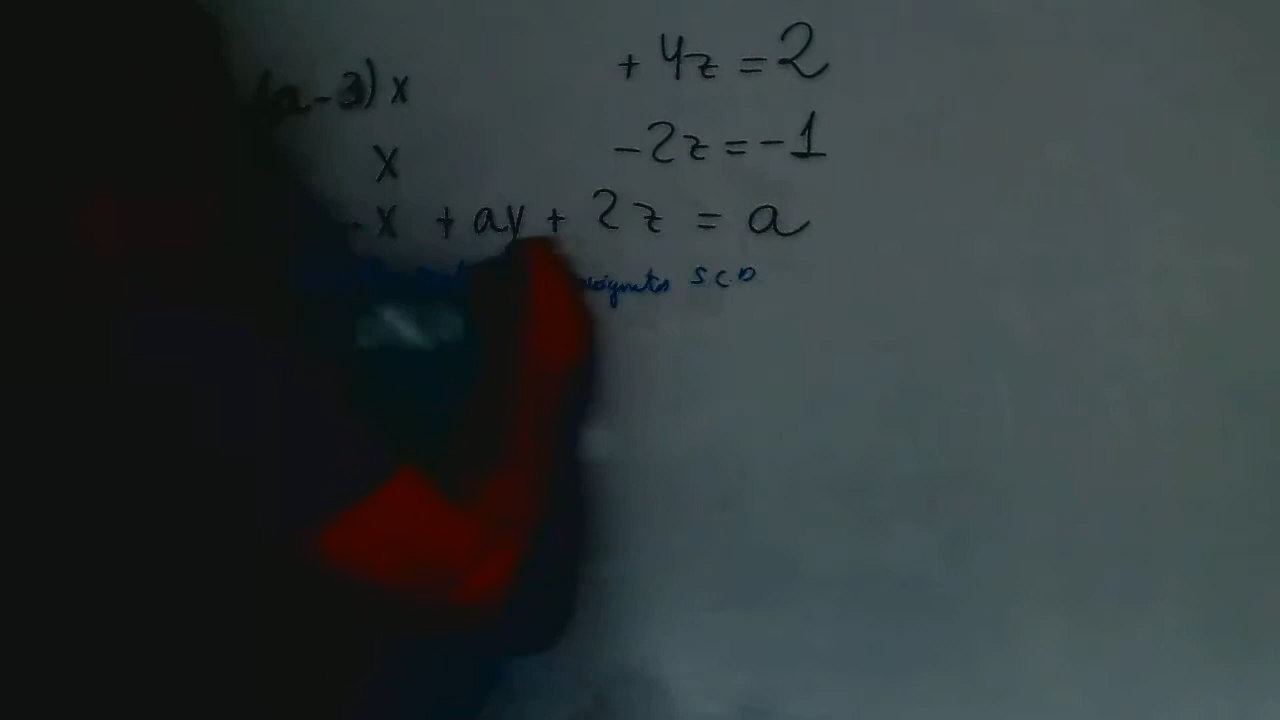 (a-3)x +4z=2
x -2z=-1
-x +ay+ 2z = a
S C D